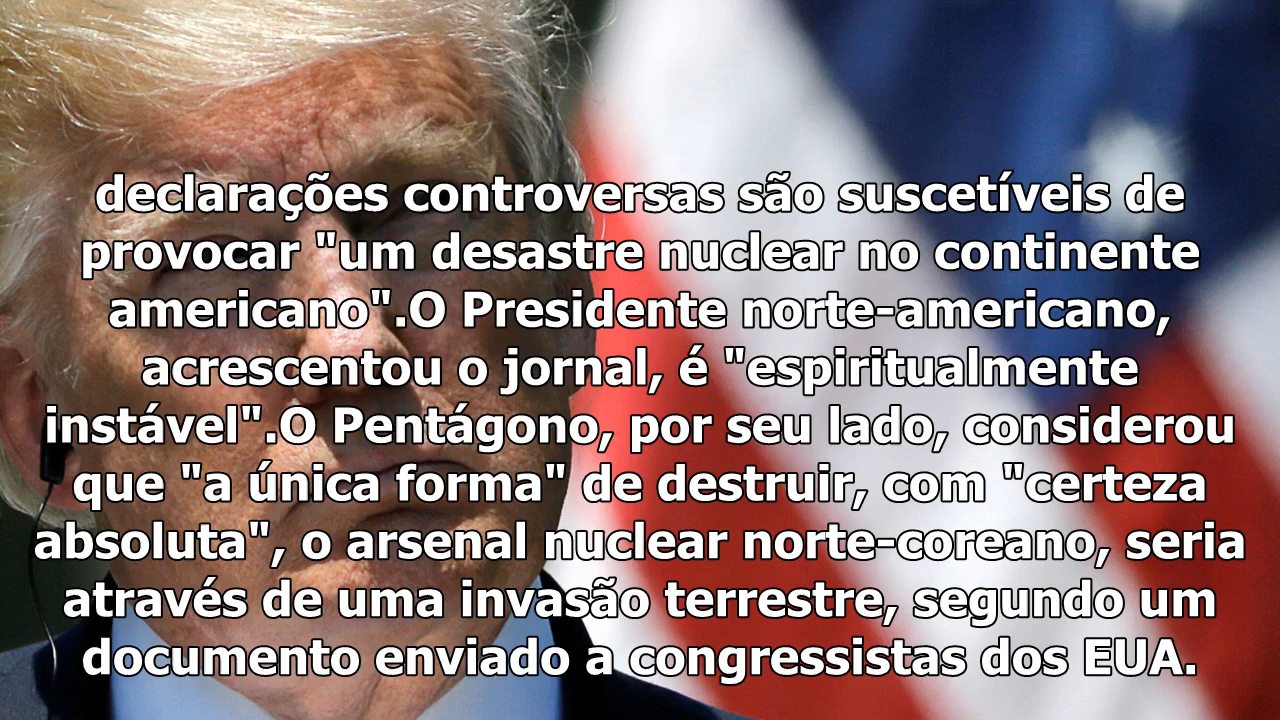 declarações controversas são suscetíveis de
provocar "um desastre nuclear no continente
americano".O Presidente norte-americano,
acrescentou o jornal, é "espiritualmente
instável".O Pentágono, por seu lado, considerou
que "a única forma" de destruir, com "certeza
absoluta", o arsenal nuclear norte-coreano, seria
através de uma invasão terrestre, segundo um
documento enviado a congressistas dos EUA.